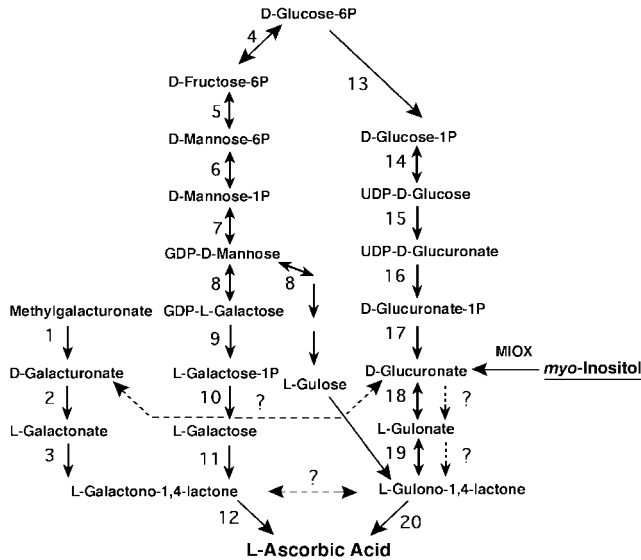 D-Glucose-6P
4
13
D-Fructose-6P
5
D-Glucose-1P
D-Mannose-6P
14
6
UDP-D-Glucose
D-Mannose-1P
15
7
GDP-D-Mannose
UDP-D-Glucuronate
8
8
16
Methylgalacturonate
GDP-L-Galactose
D-Glucuronate-1P
1
9
17
MIOX
D-Galacturonate
L-Galactose-1P
L-Gulose
D-Glucuronate
myo-Inositol
2
10
?
18
?
L-Galactonate
L-Galactose
L-Gulonate
3
11
19
?
?
L-Galactono-1,4-lactone
L-Gulono-1,4-lactone
12
20
L-Ascorbic Acid